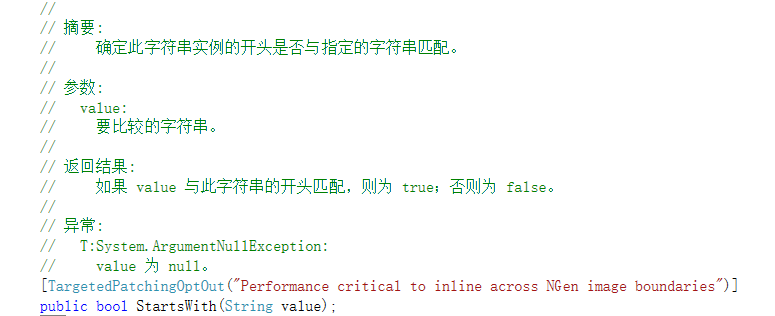 //
// 摘要:
//     确定此字符串实例的开头是否与指定的字符串匹配。
//
// 参数:
//   value:
//     要比较的字符串。
//
// 返回结果:
//     如果 value 与此字符串的开头匹配，则为 true；否则为 false。
//
// 异常:
//   T:System.ArgumentNullException:
//     value 为 null。
[TargetedPatchingOptOut("Performance critical to inline across NGen image boundaries")]
public bool StartsWith(String value);